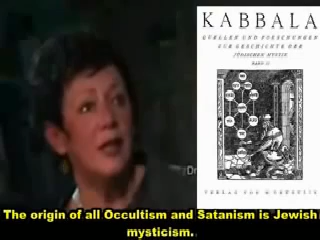 KABBALA
QUELLEN UND FORSCHUNGEN
ZUR GESCHICHTE DER
JÜDISCHEN MYSTIK
BAND II
Dr
The origin of all Occultism and Satanism is Jewish
mysticism.